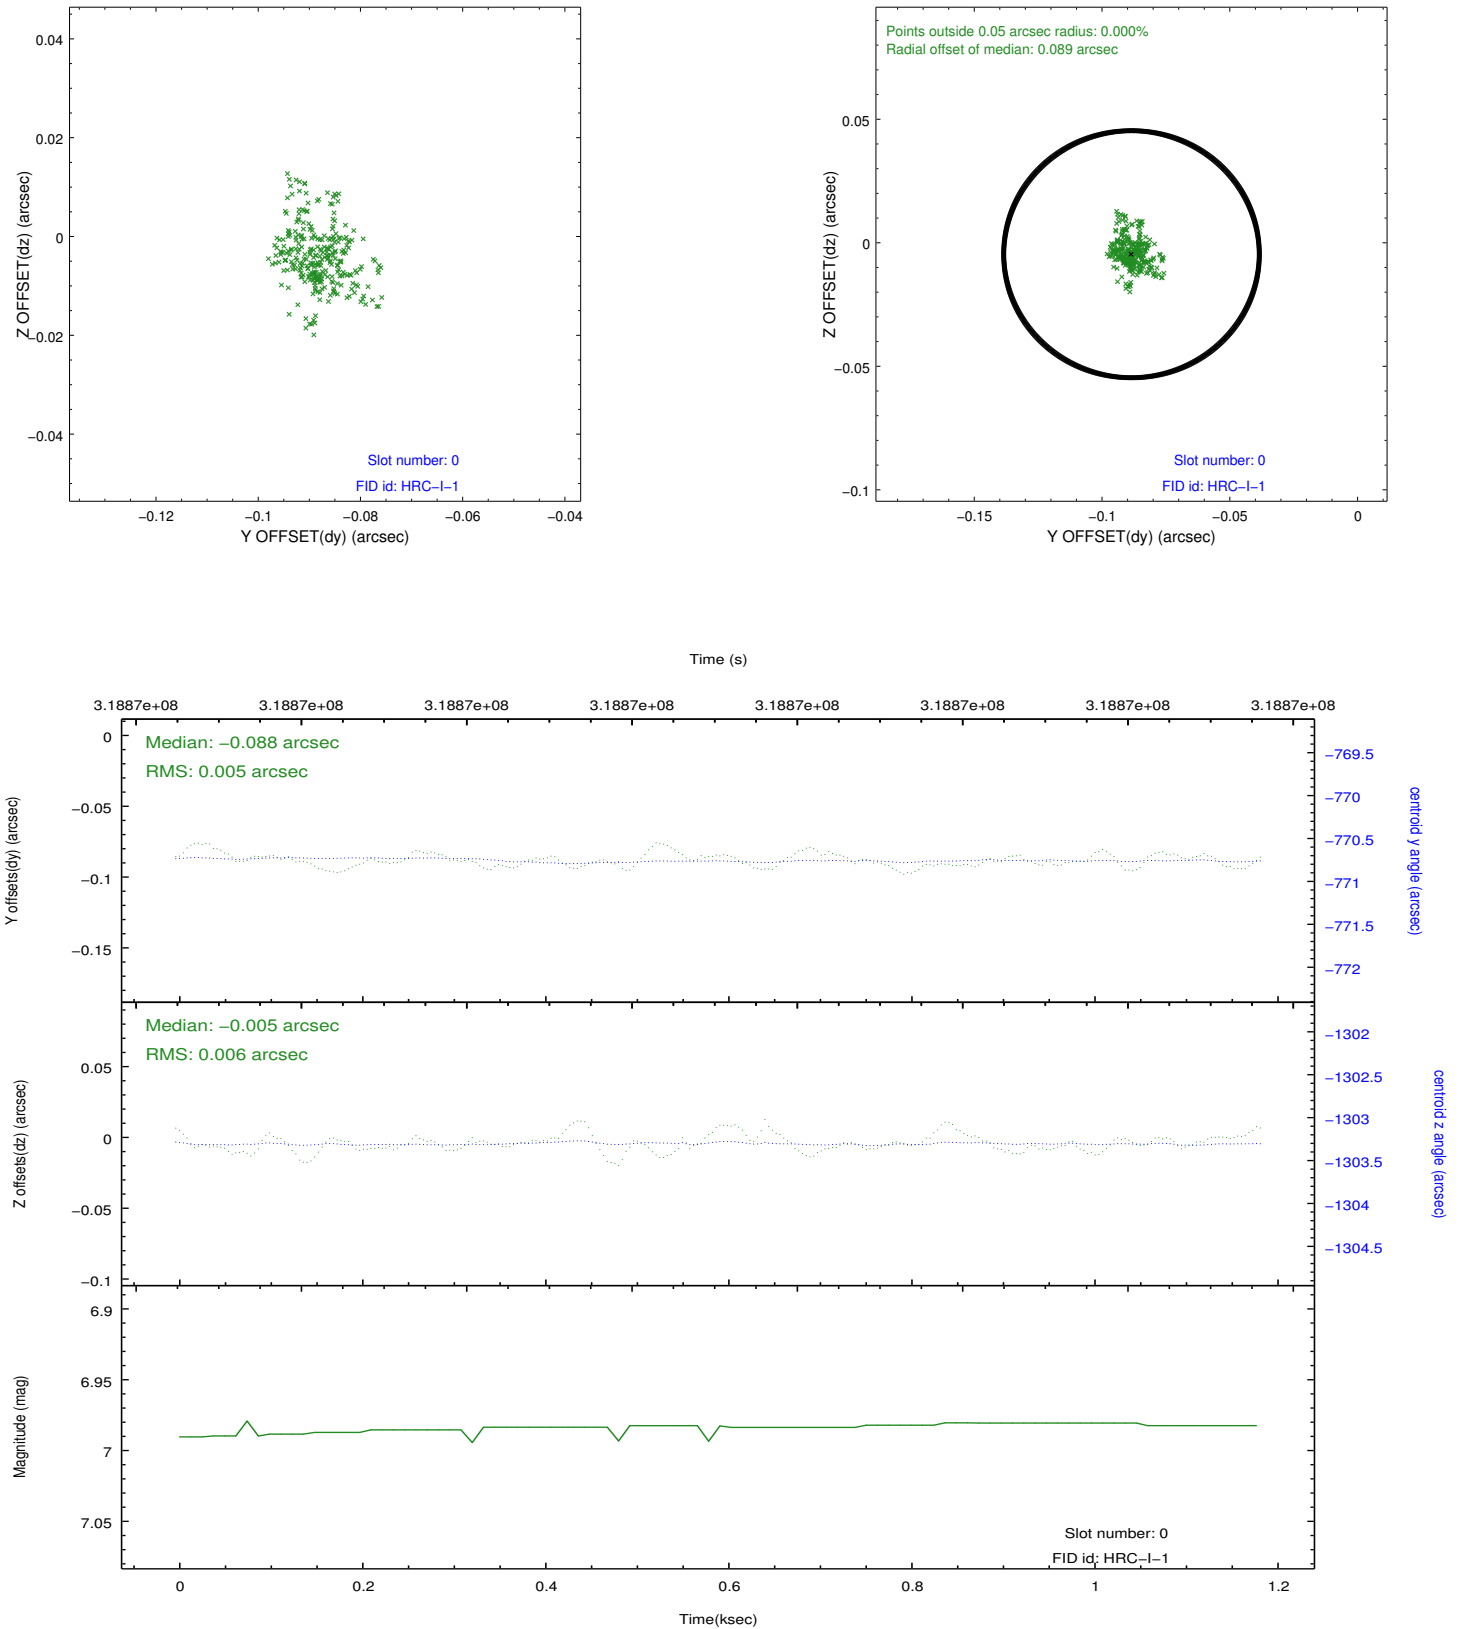 0.04
0.02
0
−0.02
−0.04
Z OFFSET(dz) (arcsec)
Slot number: 0
FID id: HRC−I−1
−0.12
−0.1
−0.08
−0.06
−0.04
Y OFFSET(dy) (arcsec)
Points outside 0.05 arcsec radius: 0.000%
Radial offset of median: 0.089 arcsec
0.05
0
−0.05
−0.1
Z OFFSET(dz) (arcsec)
Slot number: 0
FID id: HRC−I−1
−0.15
−0.1
−0.05
0
Y OFFSET(dy) (arcsec)
Time (s)
3.1887e+08
3.1887e+08
3.1887e+08
3.1887e+08
3.1887e+08
3.1887e+08
3.1887e+08
3.1887e+08
Median: −0.088 arcsec
RMS: 0.005 arcsec
0
−0.05
−0.1
−0.15
Y offsets(dy) (arcsec)
−769.5
−770
−770.5
−771
−771.5
−772
centroid y angle (arcsec)
Median: −0.005 arcsec
RMS: 0.006 arcsec
0.05
0
−0.05
−0.1
Z offsets(dz) (arcsec)
−1302
−1302.5
−1303
−1303.5
−1304
−1304.5
centroid z angle (arcsec)
6.9
6.95
7
7.05
Magnitude (mag)
Slot number: 0
FID id: HRC−I−1
0
0.2
0.4
0.6
0.8
1
1.2
Time(ksec)